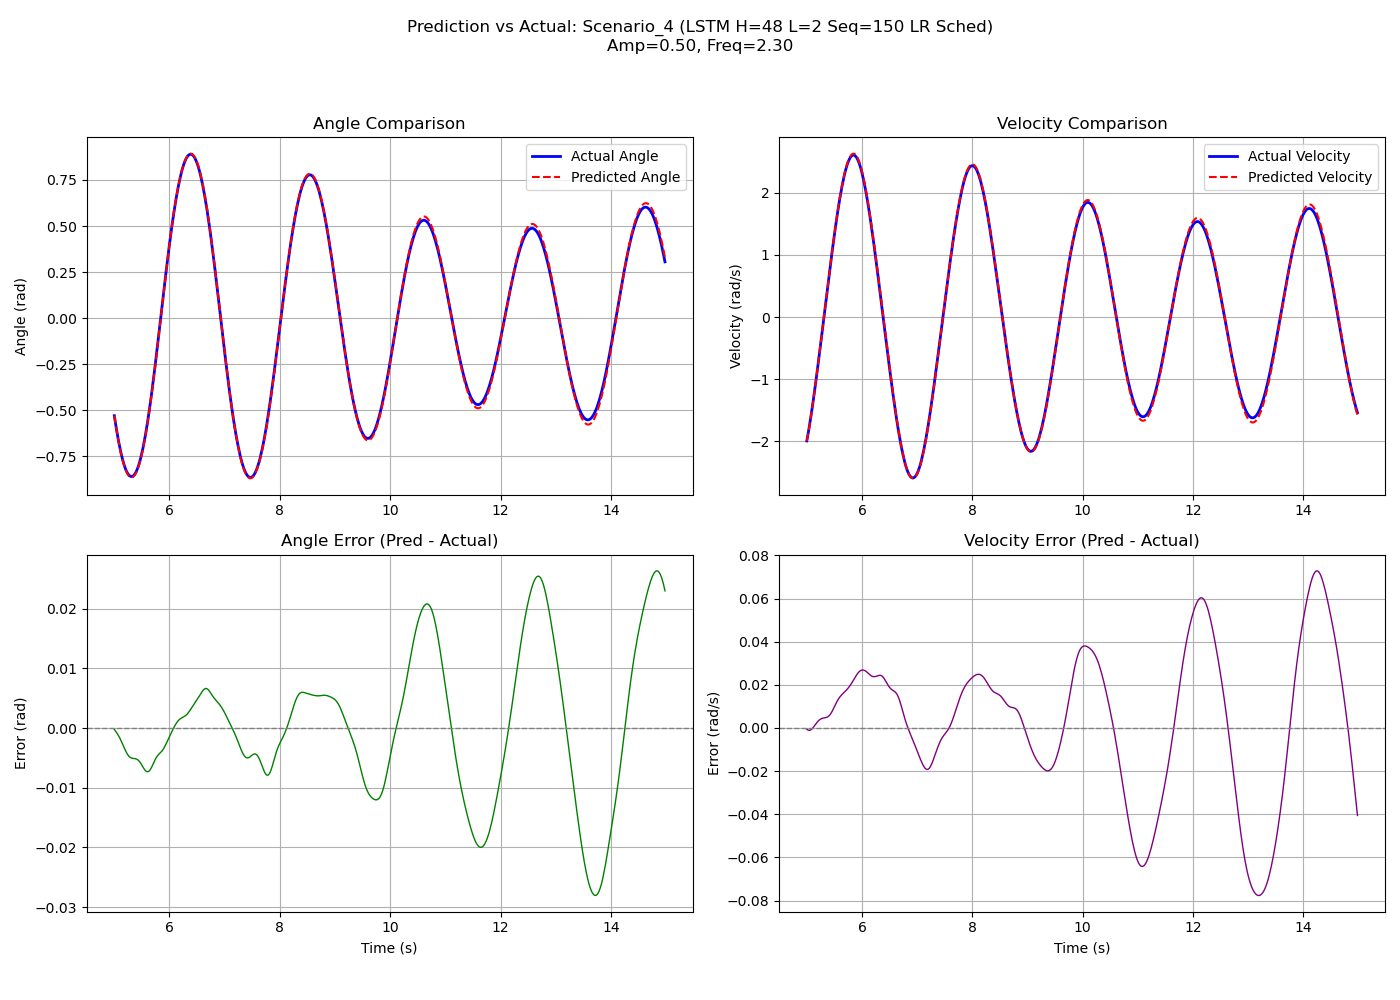 Prediction vs Actual: Scenario_4 (LSTM H=48 L=2 Seq=150 LR Sched)
Amp=0.50, Freq=2.30
Angle Comparison
Actual Angle
Predicted Angle
Angle (rad)
0.75
0.50
0.25
0.00
−0.25
−0.50
−0.75
6 8 10 12 14
Velocity Comparison
Actual Velocity
Predicted Velocity
Velocity (rad/s)
2
1
0
−1
−2
6 8 10 12 14
Angle Error (Pred - Actual)
Error (rad)
0.02
0.01
0.00
−0.01
−0.02
−0.03
6 8 10 12 14
Time (s)
Velocity Error (Pred - Actual)
Error (rad/s)
0.08
0.06
0.04
0.02
0.00
−0.02
−0.04
−0.06
−0.08
6 8 10 12 14
Time (s)